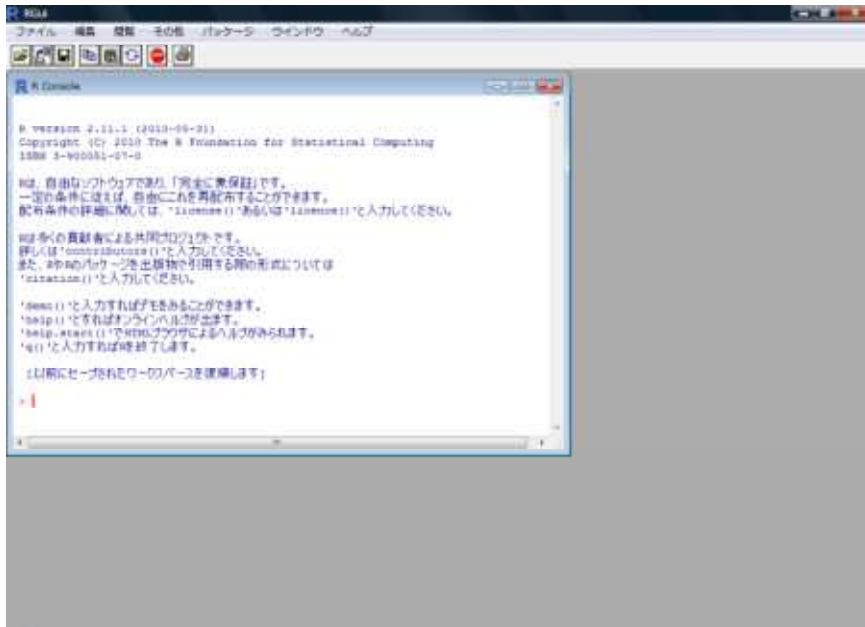 RGui
ファイル 編集 閲覧 その他 パッケージ ウインドウ ヘルプ
R Console
R version 2.11.1 (2010-05-31)
Copyright (C) 2010 The R Foundation for Statistical Computing
ISBN 3-900051-07-0
Rは、自由なソフトウェアであり、「完全に無保証」です。
一定の条件に従えば、自由にこれを再配布することができます。
配布条件の詳細に関しては、'license()'あるいは'licence()'と入力してください。
Rは多くの貢献者による共同プロジェクトです。
詳しくは'contributors()'と入力してください。
また、RやRのパッケージを出版物で引用する際の形式については
'citation()'と入力してください。
'demo()'と入力すればデモをみることができます。
'help()'とすればオンラインヘルプが出ます。
'help.start()'でHTMLブラウザによるヘルプがみられます。
'q()'と入力すればRを終了します。
[以前にセーブされたワークスペースを復帰します]
>